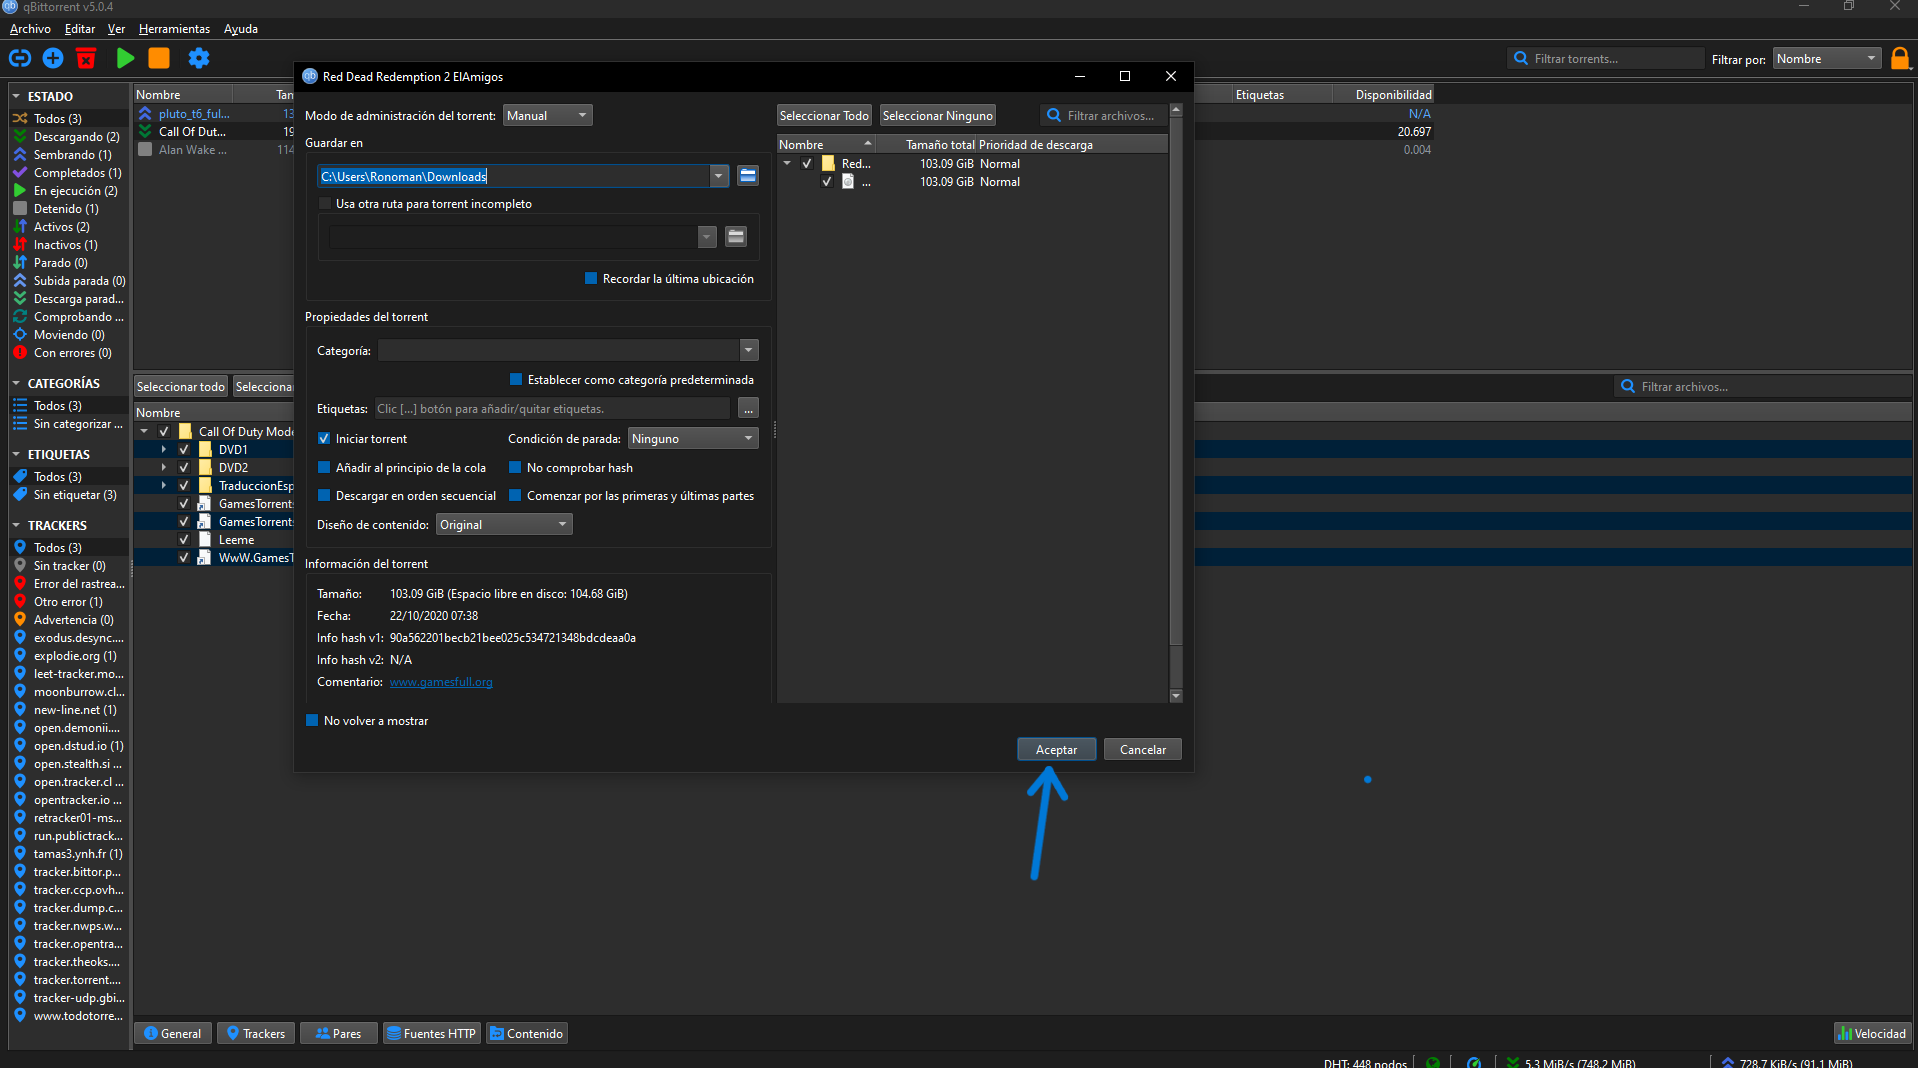 qBittorrent v5.0.4
Archivo Editar Ver Herramientas Ayuda
Filtrar torrents...
Filtrar por: Nombre
ESTADO
Todos (3)
Descargando (2)
Sembrando (1)
Completados (1)
En ejecución (2)
Detenido (1)
Activos (2)
Inactivos (1)
Parado (0)
Subida parada (0)
Descarga parad...
Comprobando ...
Moviendo (0)
Con errores (0)
CATEGORÍAS
Todos (3)
Sin categorizar ...
ETIQUETAS
Todos (3)
Sin etiquetar (3)
TRACKERS
Todos (3)
Sin tracker (0)
Error del rastrea...
Otro error (1)
Advertencia (0)
exodus.desync....
explodie.org (1)
leet-tracker.mo...
moonburrow.cl...
new-line.net (1)
open.demonii....
open.dstud.io (1)
open.stealth.si ...
open.tracker.cl ...
opentracker.io ...
retracker01-ms...
run.publictrack...
tamas3.ynh.fr (1)
tracker.bittor.p...
tracker.ccp.ovh...
tracker.dump.c...
tracker.nwps.w...
tracker.opentra...
tracker.theoks....
tracker.torrent....
tracker-udp.gbi...
www.todotorre...
Nombre Tan
pluto_t6_ful... 13
Call Of Dut... 19
Alan Wake ... 114
Etiquetas Disponibilidad
N/A
20.697
0.004
Seleccionar todo Selecciona
Filtrar archivos...
Nombre
Call Of Duty Mode
DVD1
DVD2
TraduccionEsp
GamesTorrent
GamesTorrent
Leeme
WwW.GamesT
Red Dead Redemption 2 ElAmigos
Modo de administración del torrent: Manual
Guardar en
C:\Users\Ronoman\Downloads
Usa otra ruta para torrent incompleto
Recordar la última ubicación
Propiedades del torrent
Categoría:
Establecer como categoría predeterminada
Etiquetas: Clic [...] botón para añadir/quitar etiquetas. ...
Iniciar torrent Condición de parada: Ninguno
Añadir al principio de la cola No comprobar hash
Descargar en orden secuencial Comenzar por las primeras y últimas partes
Diseño de contenido: Original
Información del torrent
Tamaño: 103.09 GiB (Espacio libre en disco: 104.68 GiB)
Fecha: 22/10/2020 07:38
Info hash v1: 90a562201becb21bee025c534721348bdcdeaa0a
Info hash v2: N/A
Comentario: www.gamesfull.org
No volver a mostrar
Seleccionar Todo Seleccionar Ninguno Filtrar archivos...
Nombre Tamaño total Prioridad de descarga
Red... 103.09 GiB Normal
... 103.09 GiB Normal
Aceptar Cancelar
General Trackers Pares Fuentes HTTP Contenido Velocidad
DHT: 448 nodos 5.3 MiB/s (748.2 MiB) 728.7 KiB/s (91.1 MiB)